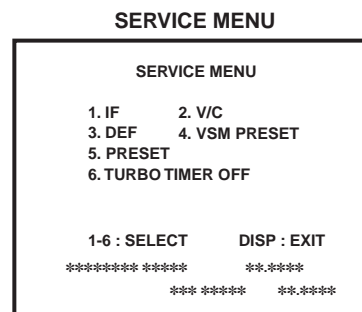 SERVICE MENU
SERVICE MENU
1. IF 2. V/C
3. DEF 4. VSM PRESET
5. PRESET
6. TURBO TIMER OFF
1-6 : SELECT DISP : EXIT
******** ***** **.****
*** ***** **.****